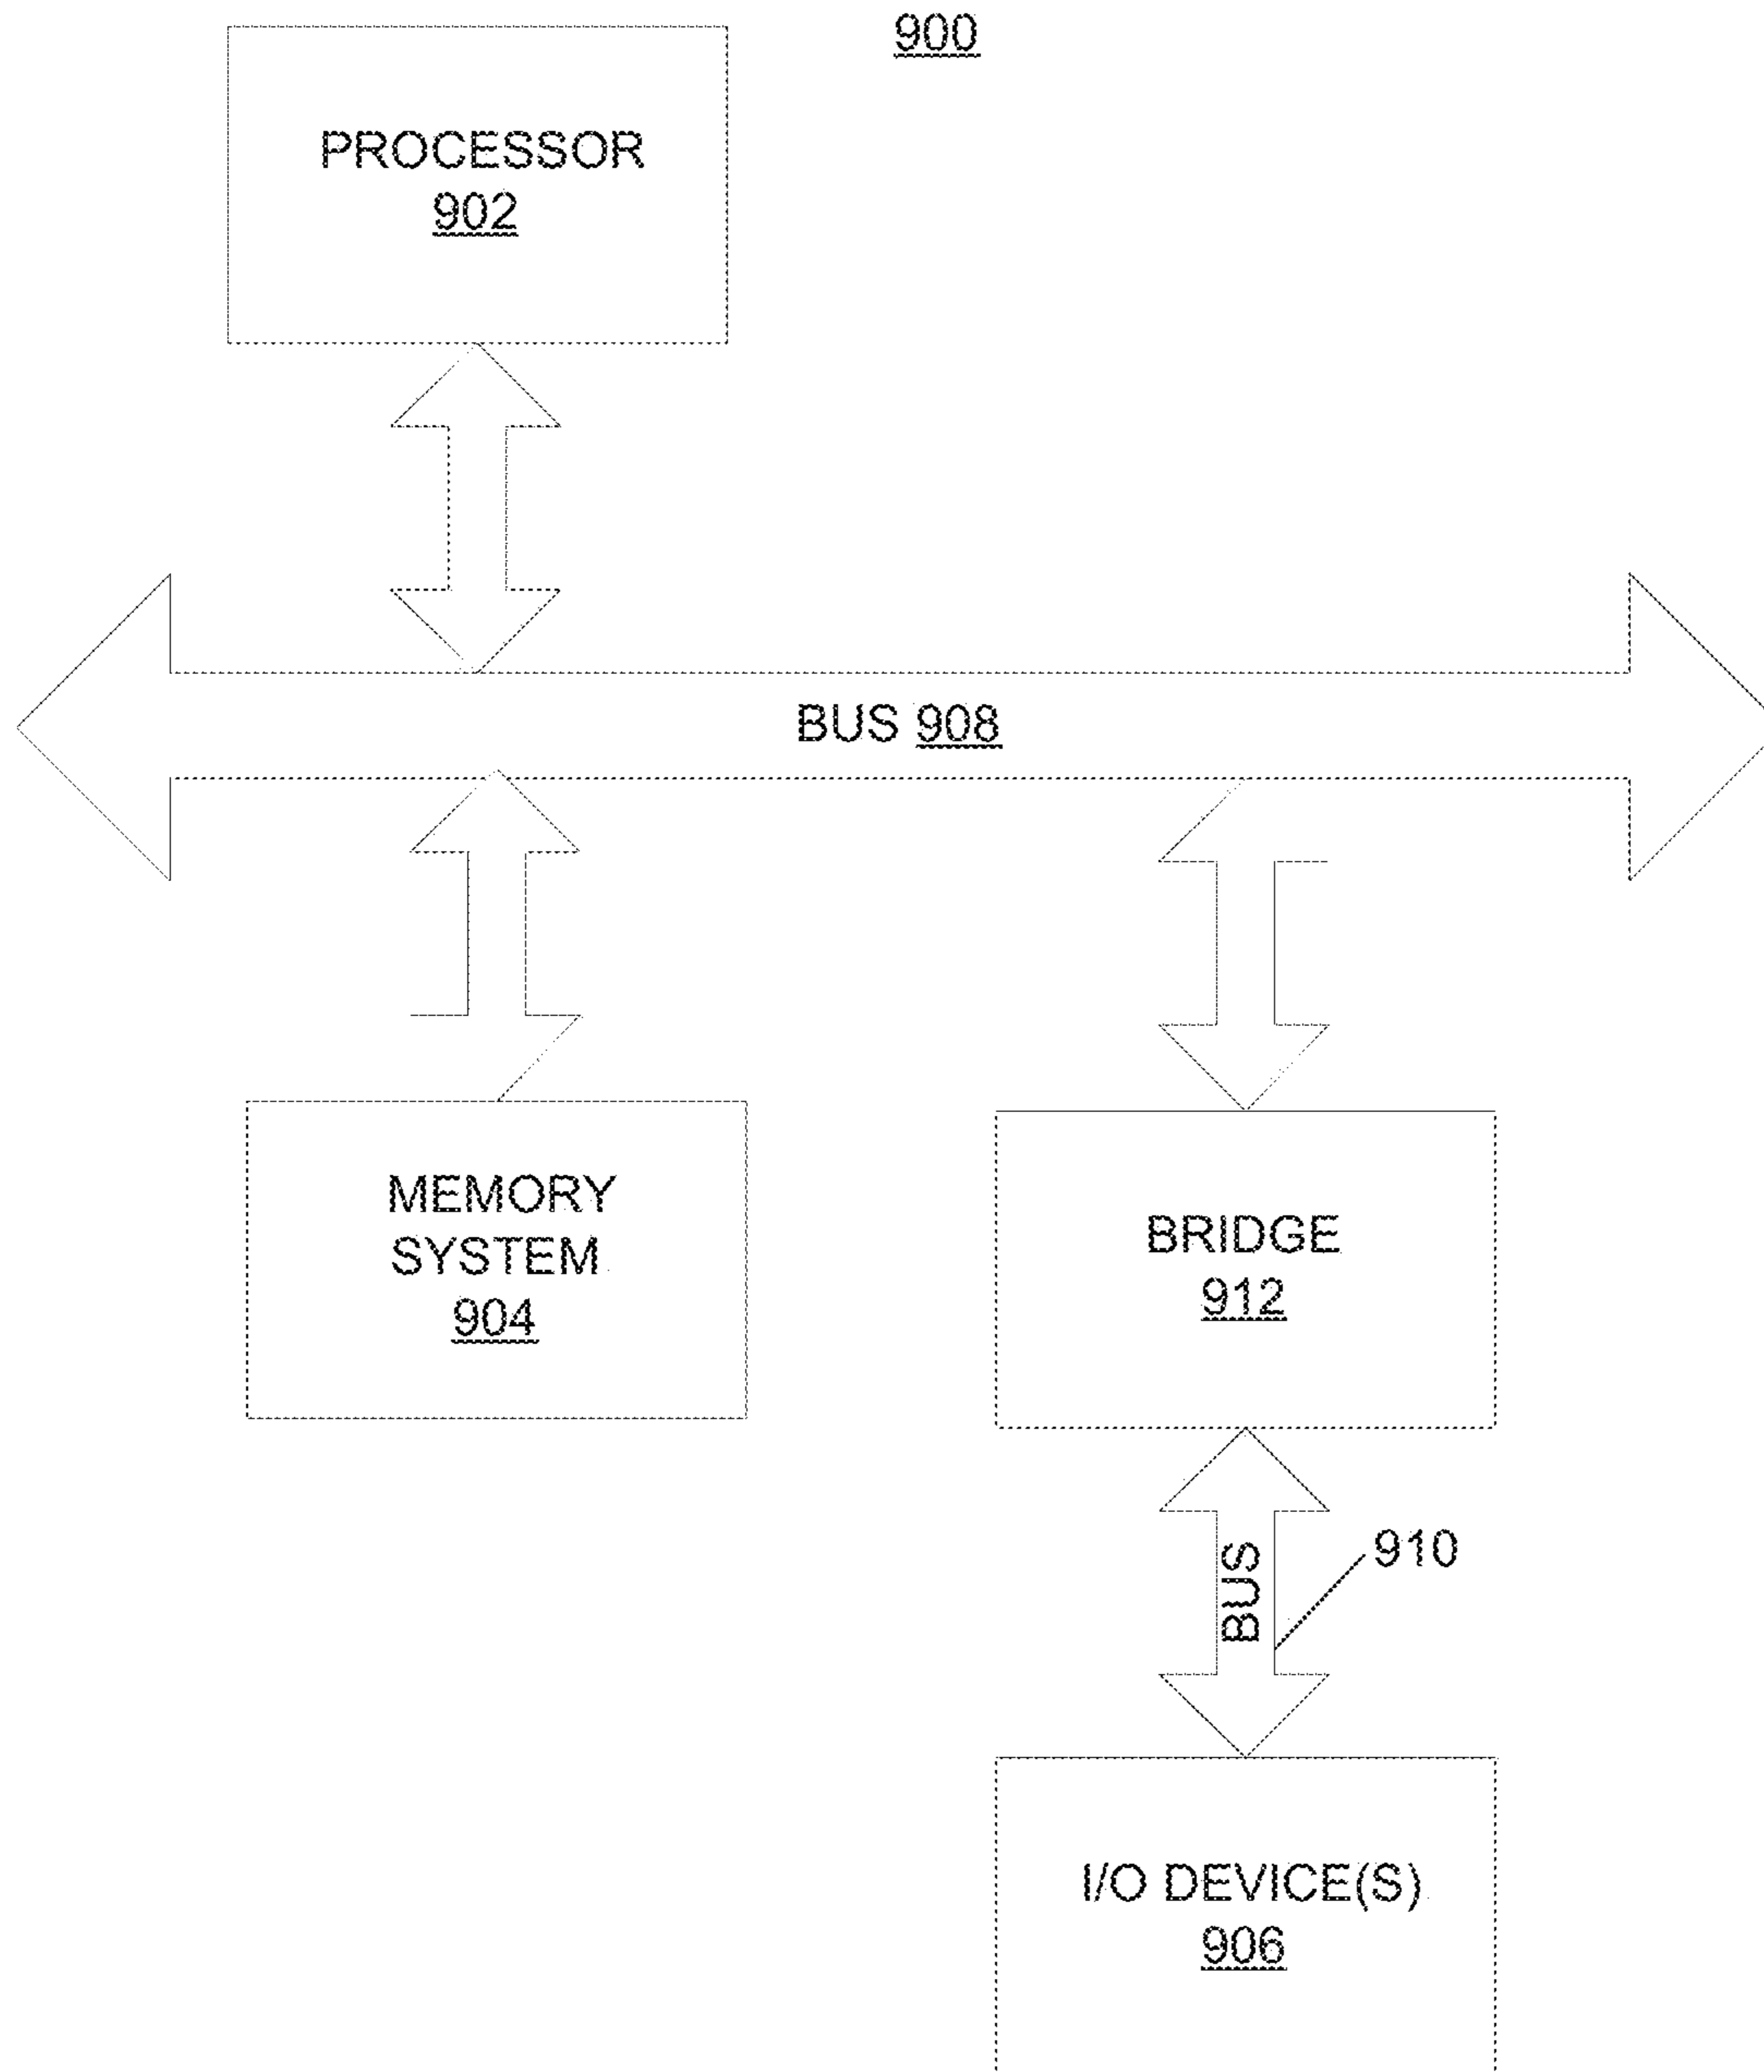 900
PROCESSOR
902
BUS 908
MEMORY
SYSTEM
904
BRIDGE
912
BUS
910
I/O DEVICE(S)
906